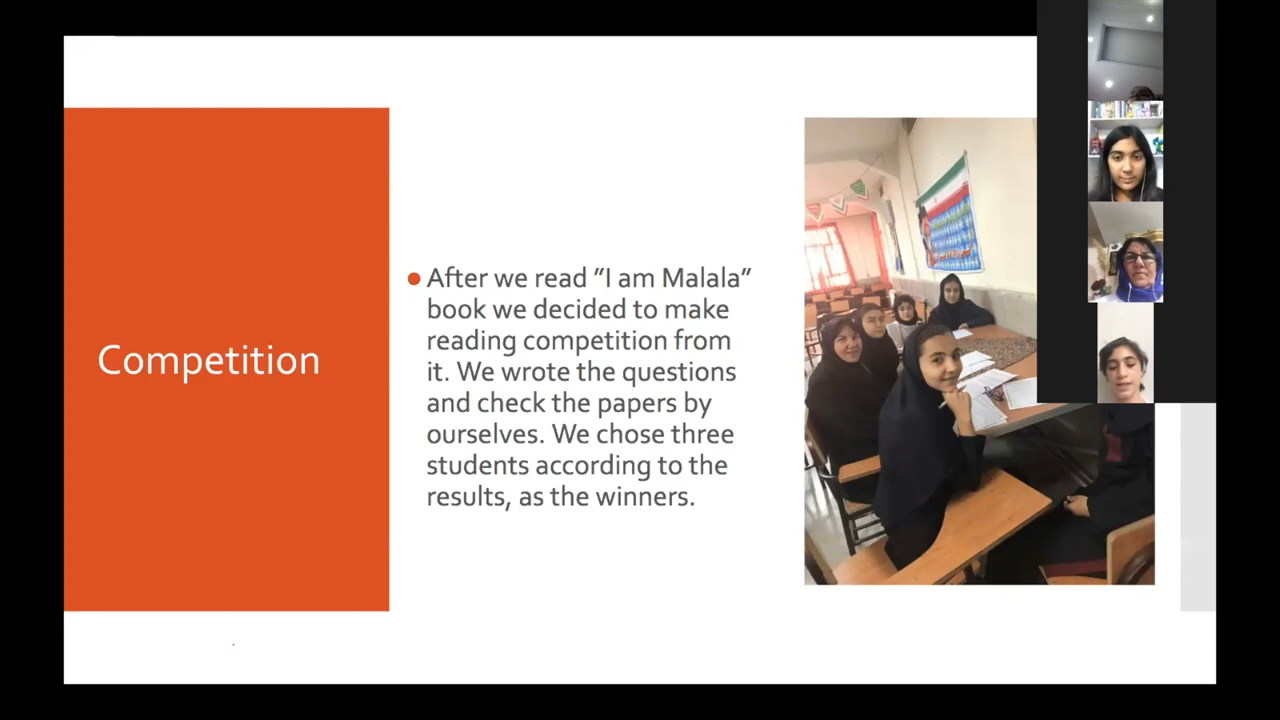 Competition
After we read ”I am Malala”
book we decided to make
reading competition from
it. We wrote the questions
and check the papers by
ourselves. We chose three
students according to the
results, as the winners.